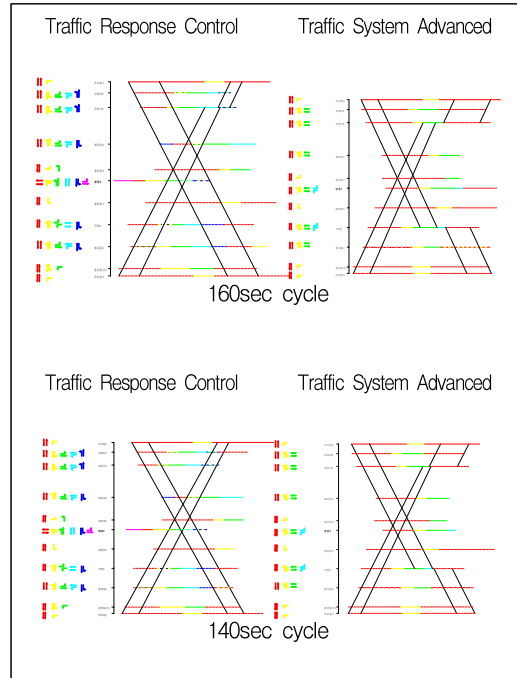 Traffic Response Control
Traffic System Advanced
160sec cycle
Traffic Response Control
Traffic System Advanced
140sec cycle